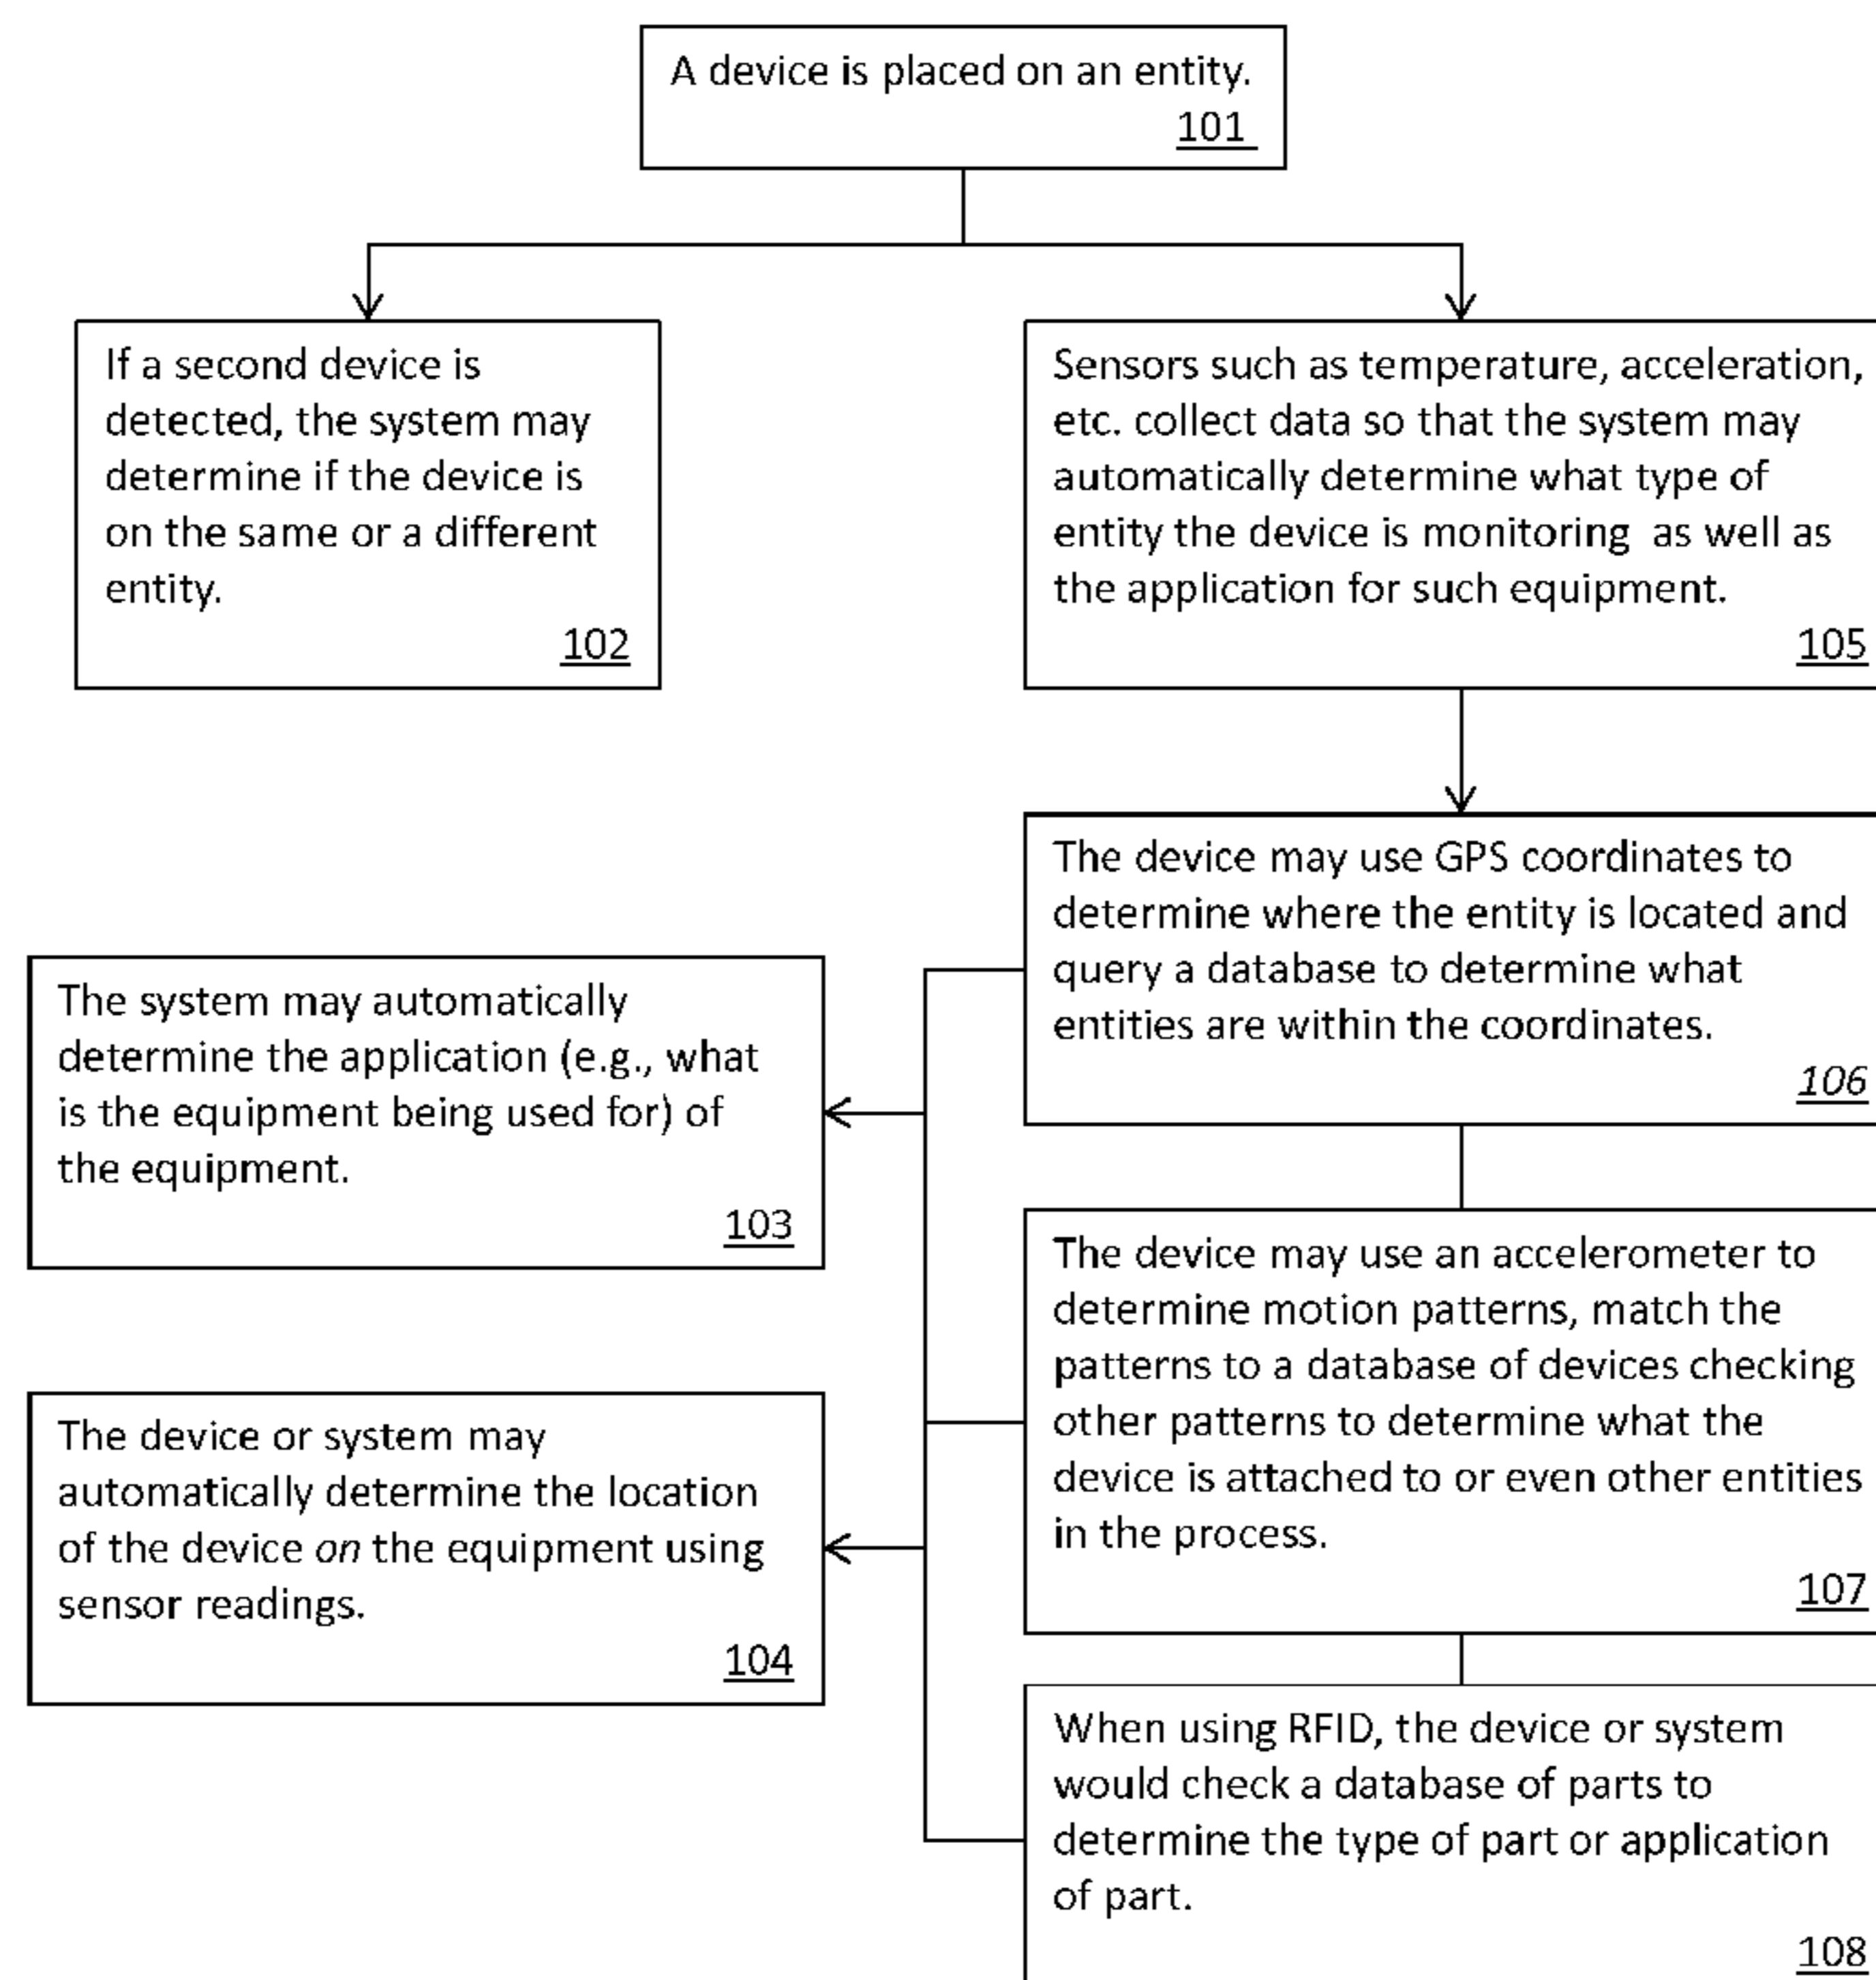 A device is placed on an entity.
101
If a second device is
detected, the system may
determine if the device is
on the same or a different
entity.
102
Sensors such as temperature, acceleration,
etc. collect data so that the system may
automatically determine what type of
entity the device is monitoring as well as
the application for such equipment.
105
The device may use GPS coordinates to
determine where the entity is located and
query a database to determine what
entities are within the coordinates.
106
The system may automatically
determine the application (e.g., what
is the equipment being used for) of
the equipment.
103
The device may use an accelerometer to
determine motion patterns, match the
patterns to a database of devices checking
other patterns to determine what the
device is attached to or even other entities
in the process.
107
The device or system may
automatically determine the location
of the device on the equipment using
sensor readings.
104
When using RFID, the device or system
would check a database of parts to
determine the type of part or application
of part.
108